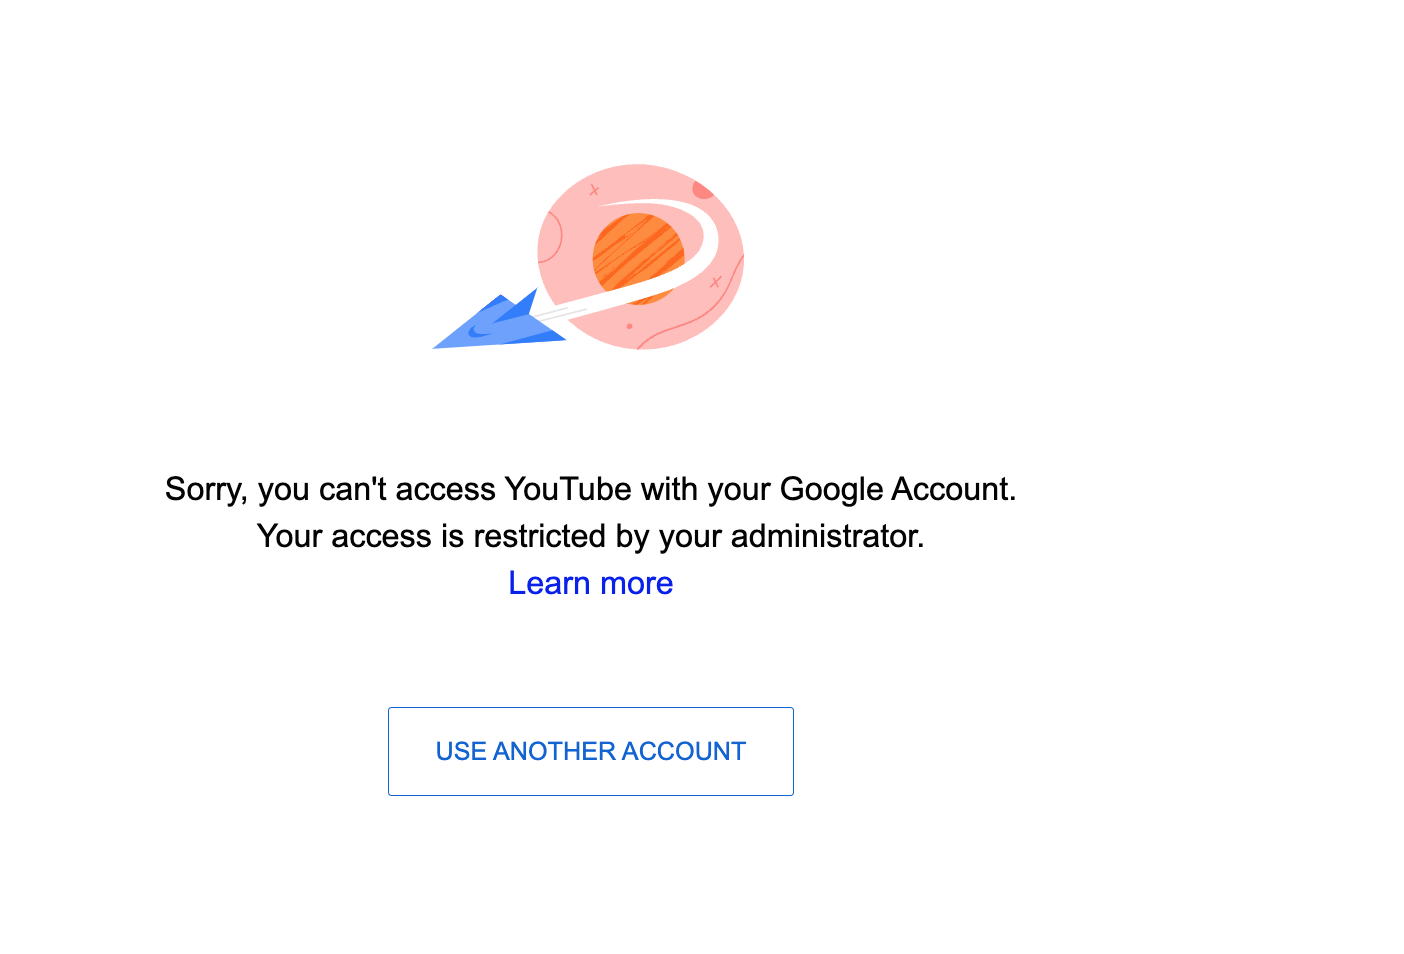 Sorry, you can't access YouTube with your Google Account.
Your access is restricted by your administrator.
Learn more
USE ANOTHER ACCOUNT